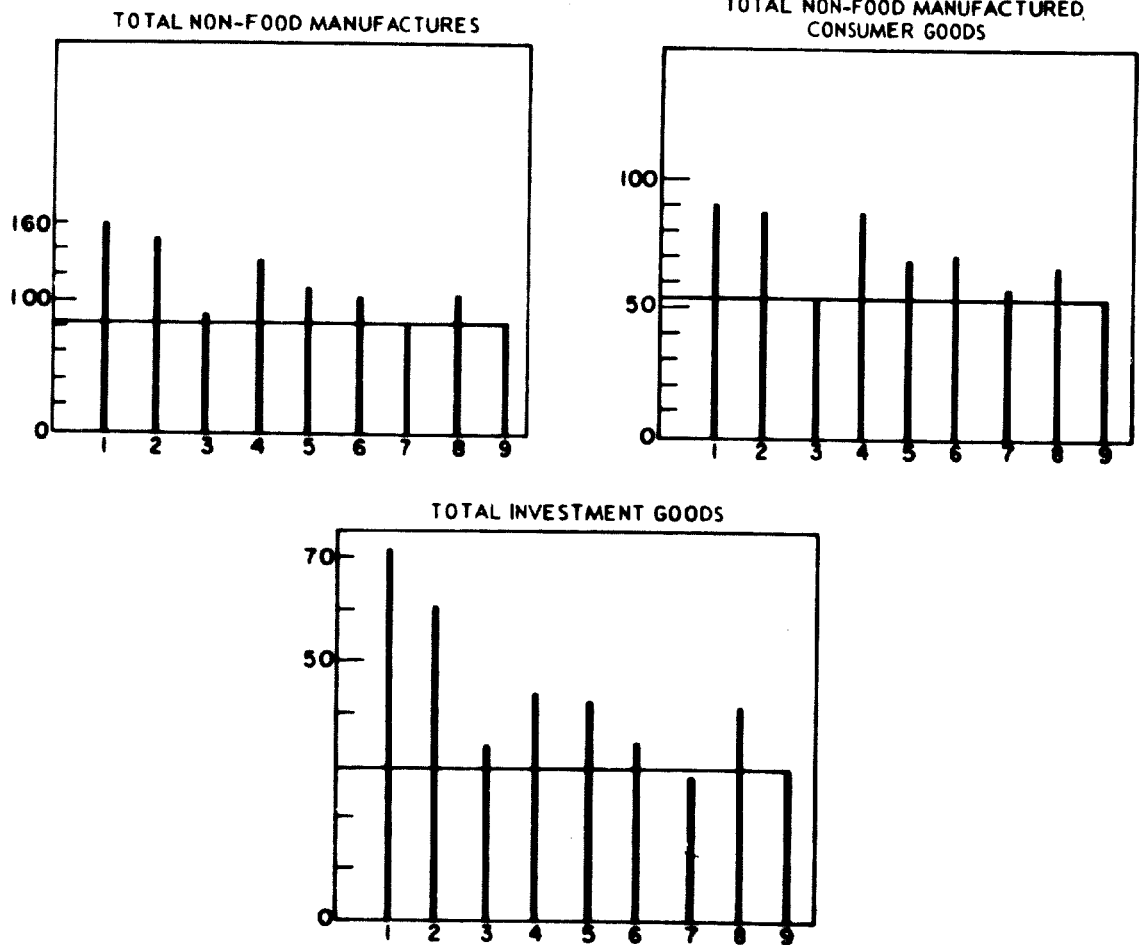 TOTAL NON-FOOD MANUFACTURES
160
100
0
1 2 3 4 5 6 7 8 9
TOTAL NON-FOOD MANUFACTURED,
CONSUMER GOODS
100
50
0
1 2 3 4 5 6 7 8 9
TOTAL INVESTMENT GOODS
70
50
0
1 2 3 4 5 6 7 8 9